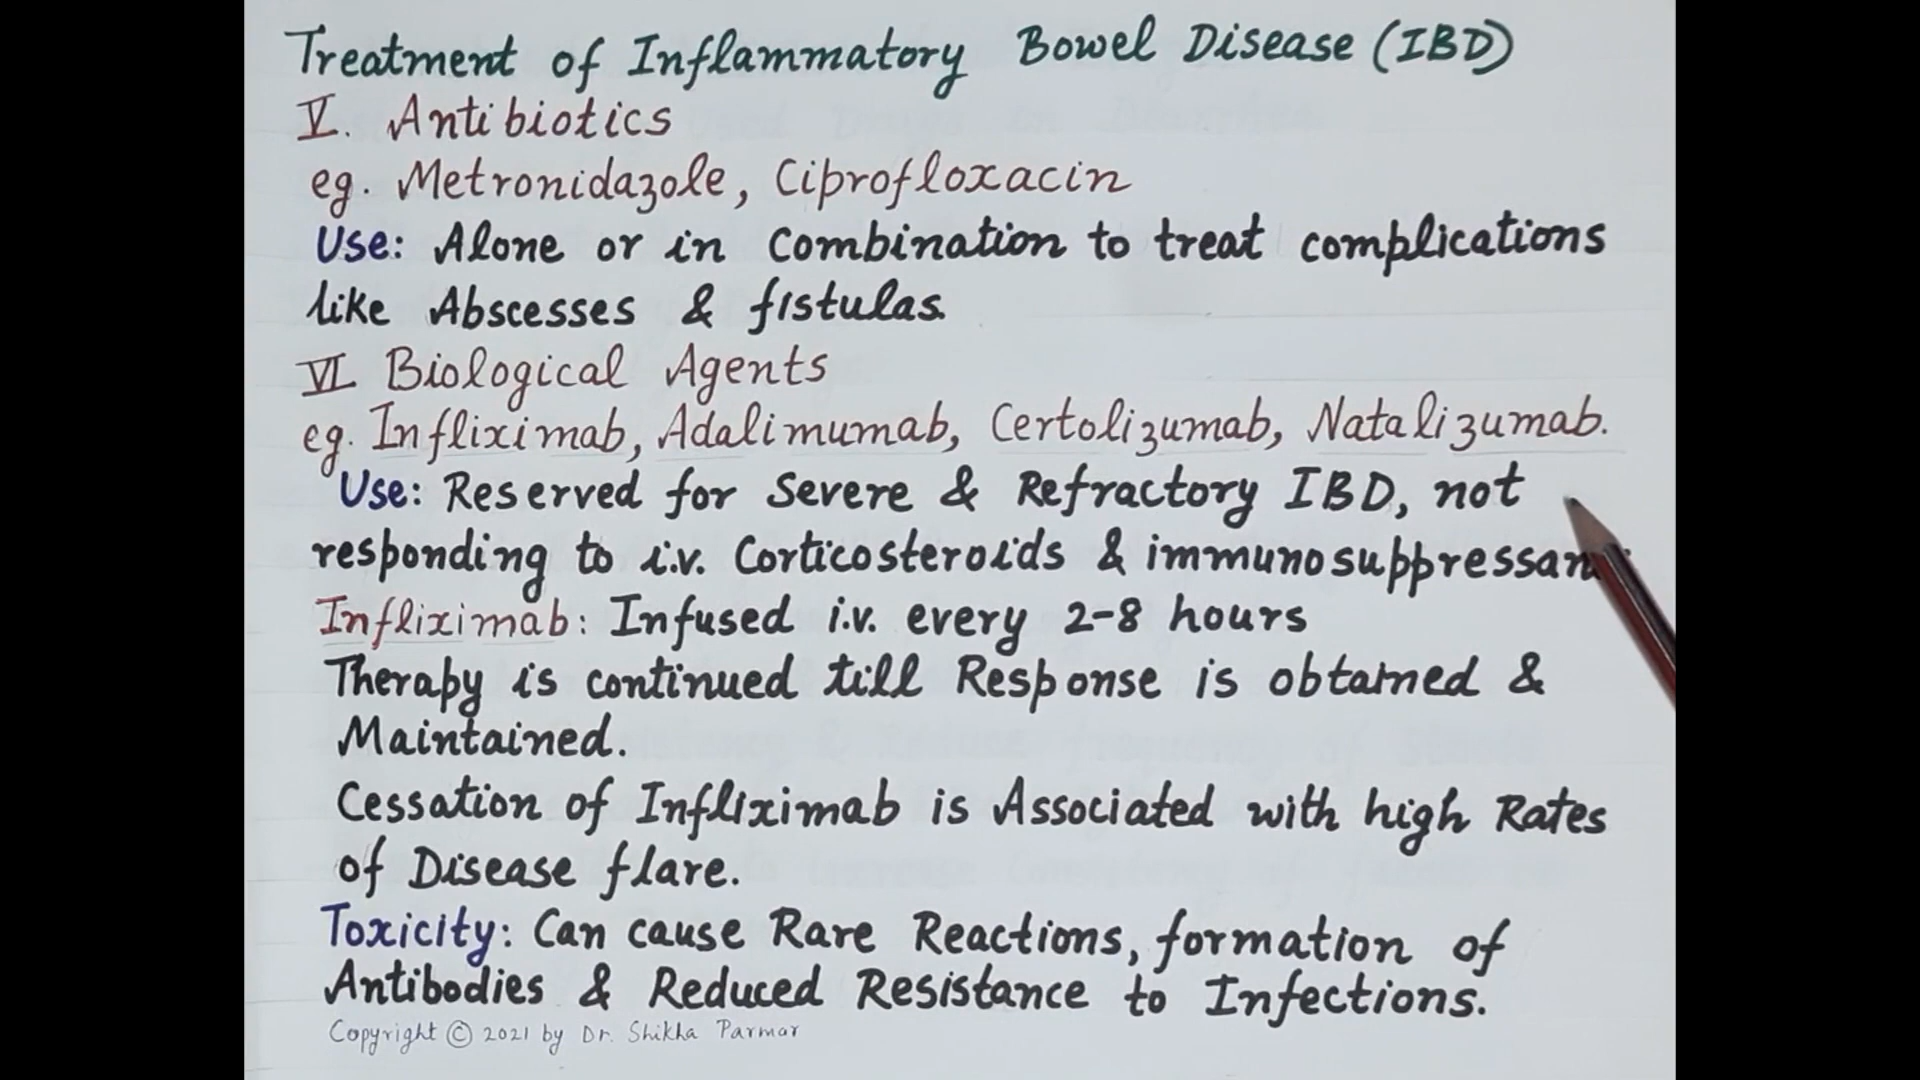 Treatment of Inflammatory Bowel Disease (IBD)
V. Antibiotics
eg. Metronidazole, Ciprofloxacin
Use: Alone or in Combination to treat complications
like Abscesses & fistulas.
VI Biological Agents
eg. Infliximab, Adalimumab, Certolizumab, Natalizumab.
Use: Reserved for Severe & Refractory IBD, not
responding to i.v. Corticosteroids & immunosuppressan
Infliximab: Infused i.v. every 2-8 hours
Therapy is continued till Response is obtained &
Maintained.
Cessation of Infliximab is Associated with high Rates
of Disease flare.
Toxicity: Can cause Rare Reactions, formation of
Antibodies & Reduced Resistance to Infections.
Copyright © 2021 by Dr. Shikha Parmar